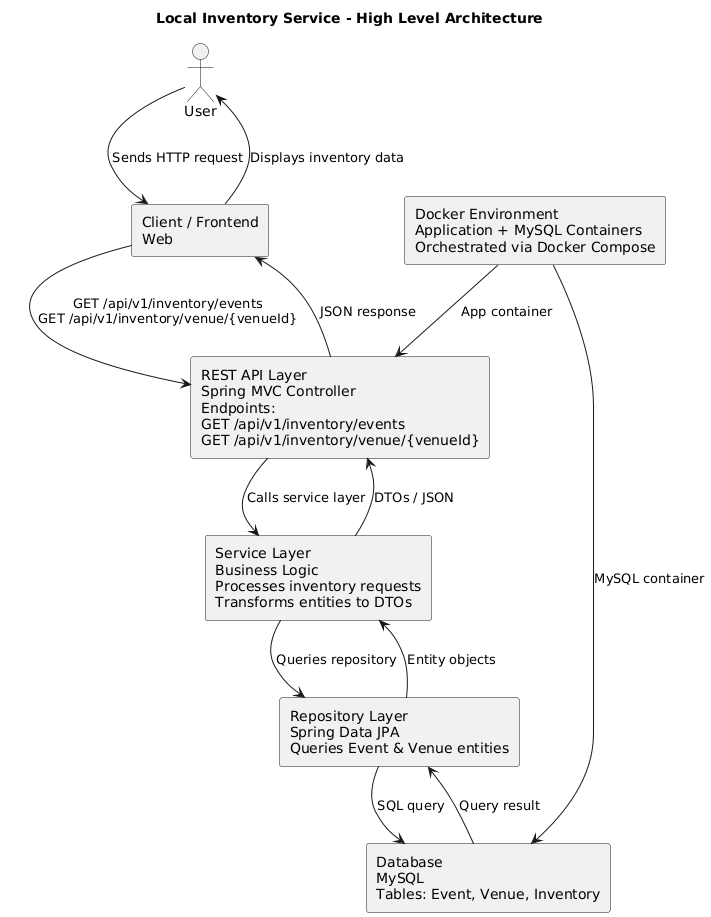 Local Inventory Service - High Level Architecture
User
Sends HTTP request
Displays inventory data
Client / Frontend
Web
Docker Environment
Application + MySQL Containers
Orchestrated via Docker Compose
GET /api/v1/inventory/events
GET /api/v1/inventory/venue/{venueId}
JSON response
App container
REST API Layer
Spring MVC Controller
Endpoints:
GET /api/v1/inventory/events
GET /api/v1/inventory/venue/{venueId}
Calls service layer
DTOs / JSON
Service Layer
Business Logic
Processes inventory requests
Transforms entities to DTOs
MySQL container
Queries repository
Entity objects
Repository Layer
Spring Data JPA
Queries Event & Venue entities
SQL query
Query result
Database
MySQL
Tables: Event, Venue, Inventory